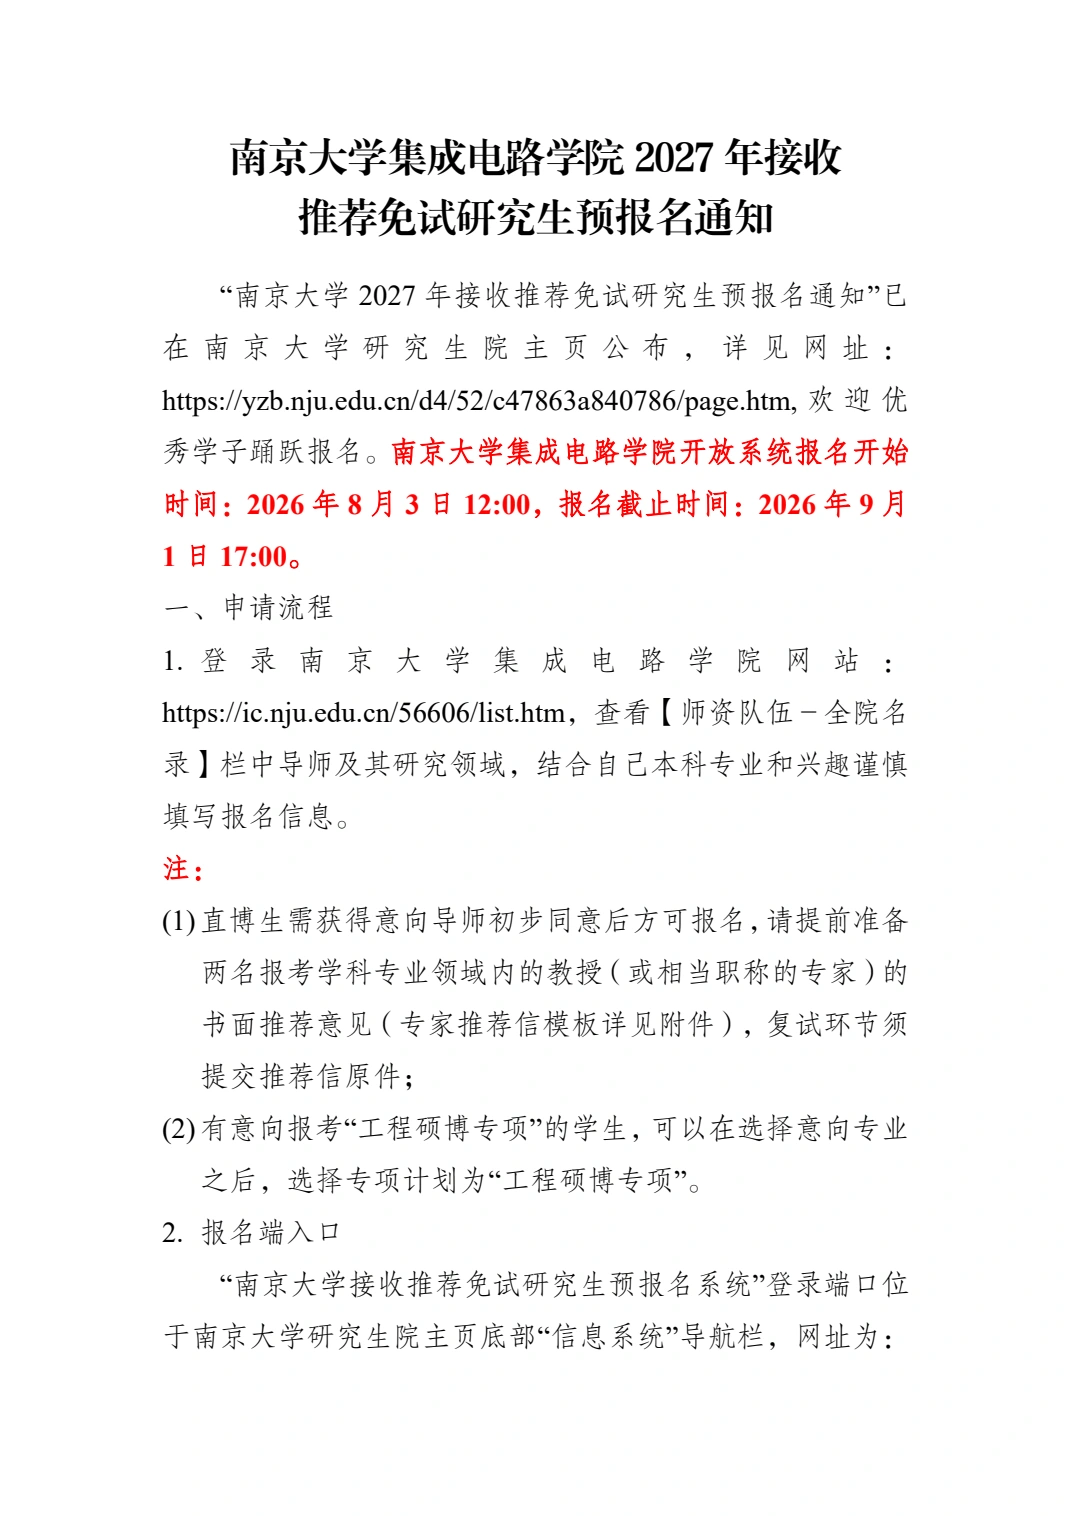 南京大学集成电路学院 2027 年接收
推荐免试研究生预报名通知
“南京大学 2027 年接收推荐免试研究生预报名通知”已
在南京大学研究生院主页公布，详见网址：
https://yzb.nju.edu.cn/d4/52/c47863a840786/page.htm, 欢迎优
秀学子踊跃报名。南京大学集成电路学院开放系统报名开始
时间：2026 年 8 月 3 日 12:00，报名截止时间：2026 年 9 月
1 日 17:00。
一、申请流程
1. 登录南京大学集成电路学院网站：
https://ic.nju.edu.cn/56606/list.htm，查看【师资队伍－全院名
录】栏中导师及其研究领域，结合自己本科专业和兴趣谨慎
填写报名信息。
注：
(1) 直博生需获得意向导师初步同意后方可报名，请提前准备
两名报考学科专业领域内的教授（或相当职称的专家）的
书面推荐意见（专家推荐信模板详见附件），复试环节须
提交推荐信原件；
(2) 有意向报考“工程硕博专项”的学生，可以在选择意向专业
之后，选择专项计划为“工程硕博专项”。
2. 报名端入口
“南京大学接收推荐免试研究生预报名系统”登录端口位
于南京大学研究生院主页底部“信息系统”导航栏，网址为：